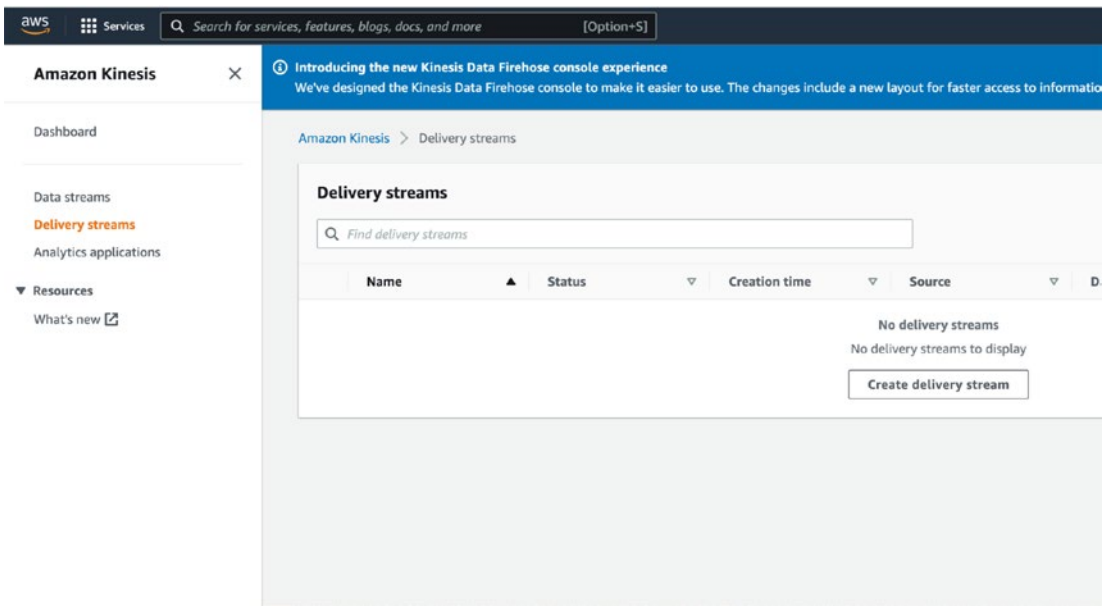 aws Services Search for services, features, blogs, docs, and more [Option+S]
Amazon Kinesis
Dashboard
Data streams
Delivery streams
Analytics applications
Resources
What's new
Introducing the new Kinesis Data Firehose console experience
We've designed the Kinesis Data Firehose console to make it easier to use. The changes include a new layout for faster access to informatio
Amazon Kinesis > Delivery streams
Delivery streams
Find delivery streams
Name Status Creation time Source D
No delivery streams
No delivery streams to display
Create delivery stream